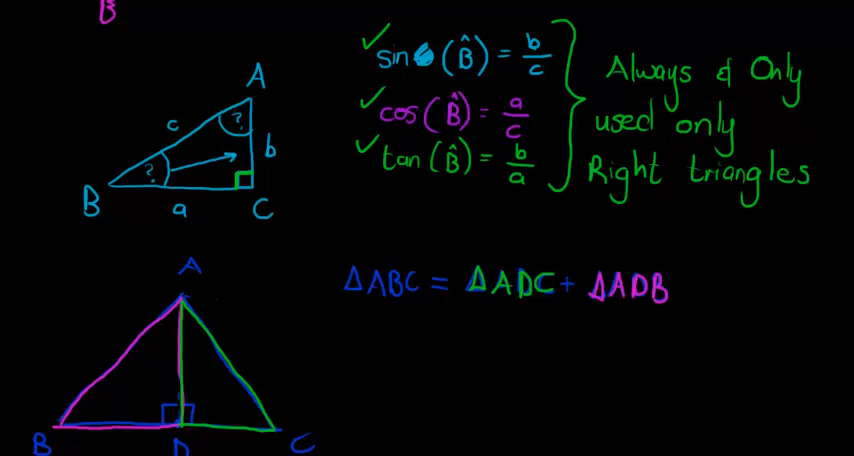 B
sin (B̂) = b/c
cos (B̂) = a/c
tan (B̂) = b/a
Always & Only
used only
Right triangles
A
c
?
b
?
B
a
C
A
B
D
C
ΔABC = ΔADC + ΔADB